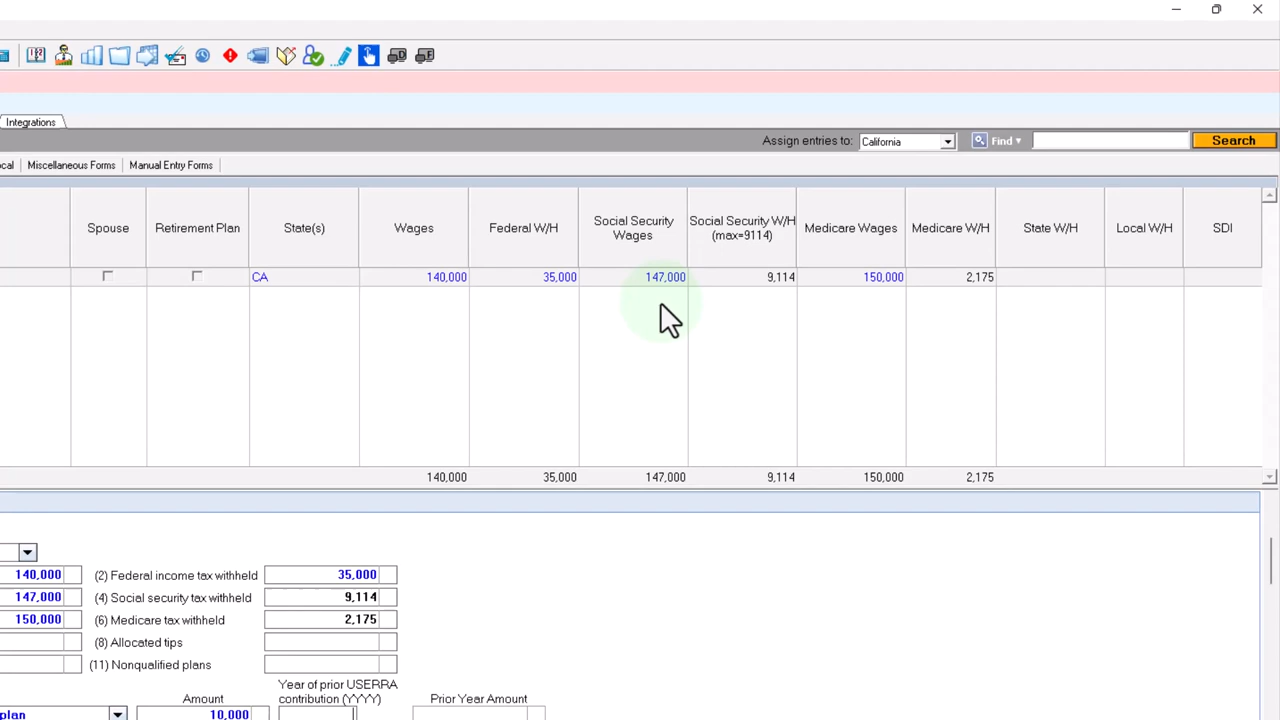 Integrations
Assign entries to: California Find Search
cal Miscellaneous Forms Manual Entry Forms
Spouse Retirement Plan State(s) Wages Federal W/H Social Security Wages Social Security W/H (max=9114) Medicare Wages Medicare W/H State W/H Local W/H SDI
CA 140,000 35,000 147,000 9,114 150,000 2,175
140,000 35,000 147,000 9,114 150,000 2,175
140,000 (2) Federal income tax withheld 35,000
147,000 (4) Social security tax withheld 9,114
150,000 (6) Medicare tax withheld 2,175
(8) Allocated tips
(11) Nonqualified plans
Year of prior USERRA
Amount contribution (YYYY) Prior Year Amount
plan 10,000